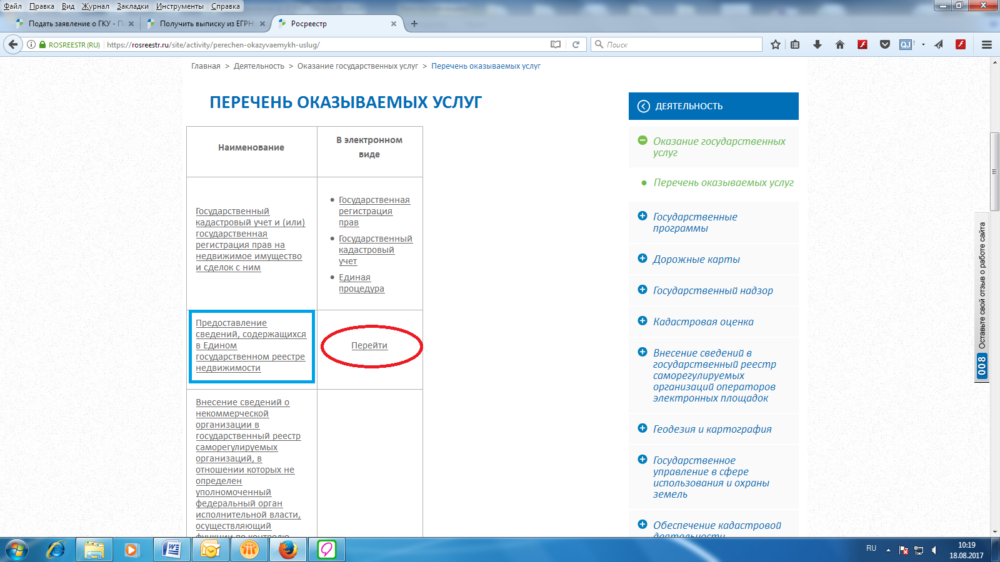 Файл Правка Вид Журнал Закладки Инструменты Справка
Подать заявление о ГКУ - П
Получить выписку из ЕГРН
Росреестр
ROSREESTR (RU)
https://rosreestr.ru/site/activity/perechen-okazyvaemykh-uslug/
Поиск
QJ !
Главная > Деятельность > Оказание государственных услуг > Перечень оказываемых услуг
ПЕРЕЧЕНЬ ОКАЗЫВАЕМЫХ УСЛУГ
Наименование
В электронном
виде
Государственный
кадастровый учет и (или)
государственная
регистрация прав на
недвижимое имущество
и сделок с ним
Государственная
регистрация
прав
Государственный
кадастровый
учет
Единая
процедура
Предоставление
сведений, содержащихся
в Едином
государственном реестре
недвижимости
Перейти
Внесение сведений о
некоммерческой
организации в
государственный реестр
саморегулируемых
организаций, в
отношении которых не
определен
уполномоченный
федеральный орган
исполнительной власти,
осуществляющий
функции по контролю
ДЕЯТЕЛЬНОСТЬ
Оказание государственных
услуг
Перечень оказываемых услуг
Государственные
программы
Дорожные карты
Государственный надзор
Кадастровая оценка
Внесение сведений в
государственный реестр
саморегулируемых
организаций операторов
электронных площадок
Геодезия и картография
Государственное
управление в сфере
использования и охраны
земель
Обеспечение кадастровой
деятельности
Оставьте свой отзыв о работе сайта
800
RU
10:19
18.08.2017